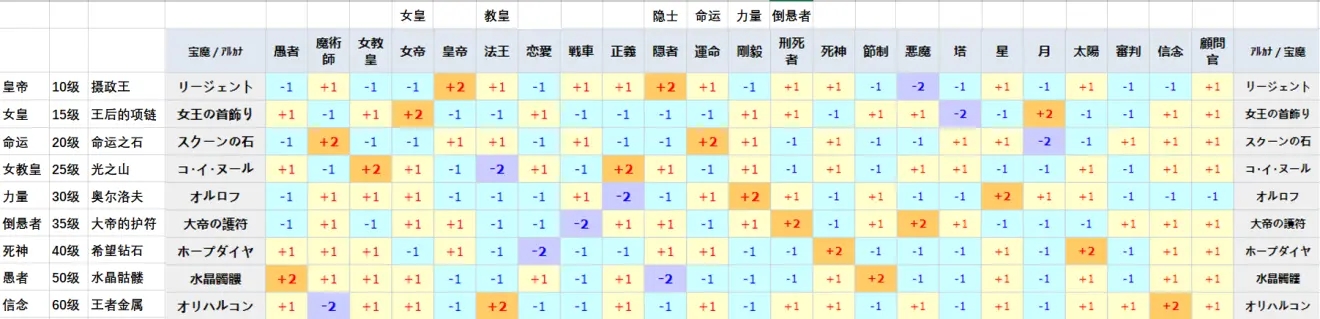 女皇 教皇 隐士 命运 力量 倒悬者
宝魔 / ｱﾙｶﾅ 愚者 魔術師 女教皇 女帝 皇帝 法王 恋愛 戦車 正義 隠者 運命 剛毅 刑死者 死神 節制 悪魔 塔 星 月 太陽 審判 信念 顧問官 ｱﾙｶﾅ / 宝魔
皇帝 10级 摄政王 リージェント -1 +1 -1 -1 +2 +1 -1 +1 +1 +2 +1 -1 +1 +1 -1 -2 -1 +1 -1 +1 -1 -1 +1 リージェント
女皇 15级 王后的项链 女王の首飾り +1 -1 +1 +2 -1 -1 +1 -1 -1 -1 -1 +1 +1 -1 +1 +1 -2 -1 +2 -1 +1 +1 +1 女王の首飾り
命运 20级 命运之石 スクーンの石 -1 +2 -1 -1 +1 +1 +1 -1 -1 -1 +2 +1 -1 +1 -1 -1 +1 +1 -2 +1 -1 -1 +1 スクーンの石
女教皇 25级 光之山 コ・イ・ヌール +1 -1 +2 +1 -1 -2 +1 -1 +2 +1 -1 -1 +1 -1 +1 +1 -1 -1 +1 -1 +1 +1 +1 コ・イ・ヌール
力量 30级 奥尔洛夫 オルロフ -1 +1 -1 +1 -1 -1 -1 +1 -2 -1 +1 +2 +1 -1 +1 -1 -1 +2 +1 +1 -1 -1 -1 オルロフ
倒悬者 35级 大帝的护符 大帝の護符 -1 +1 -1 -1 +1 +1 -1 -2 +1 +1 -1 -1 +2 +1 -1 +2 +1 -1 -1 -1 +1 +1 +1 大帝の護符
死神 40级 希望钻石 ホープダイヤ +1 +1 +1 -1 +1 -1 -2 -1 +1 -1 +1 -1 -1 +2 -1 -1 +1 -1 -1 +2 -1 -1 +1 ホープダイヤ
愚者 50级 水晶骷髅 水晶髑髏 +2 +1 -1 +1 -1 -1 +1 -1 +1 -2 -1 +1 -1 -1 +2 +1 -1 +1 -1 -1 +1 -1 +1 水晶髑髏
信念 60级 王者金属 オリハルコン +1 -2 +1 +1 -1 +2 -1 -1 +1 +1 -1 +1 -1 +1 -1 +1 -1 -1 +1 -1 +1 +2 +1 オリハルコン